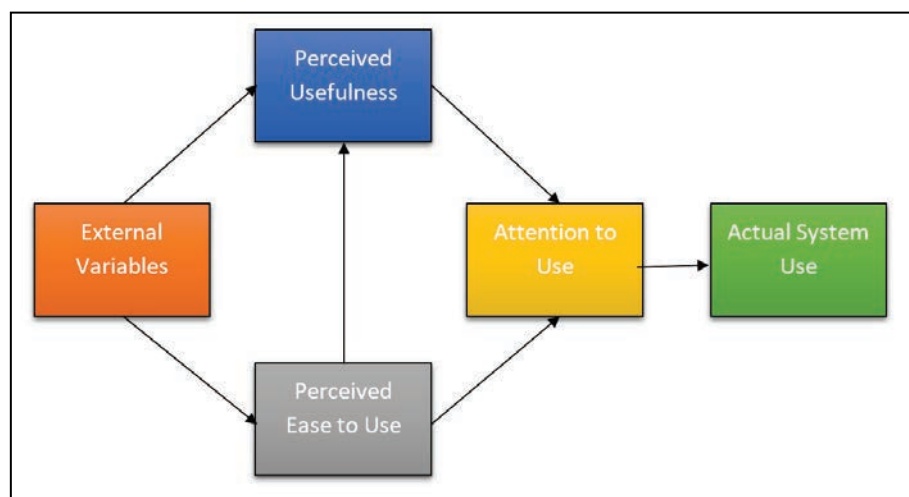 Perceived
Usefulness
External
Variables
Attention to
Use
Actual System
Use
Perceived
Ease to Use